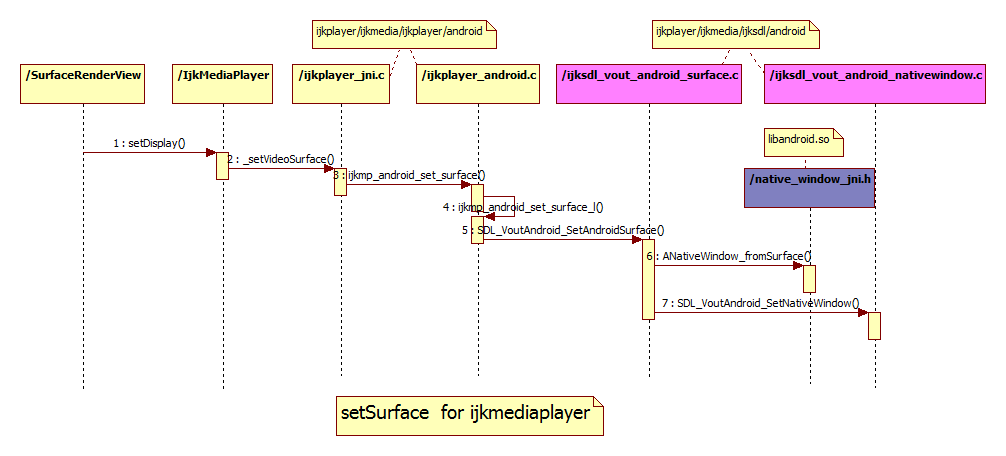 ijkplayer/ijkmedia/ijkplayer/android
ijkplayer/ijkmedia/ijksdl/android
/SurfaceRenderView
/IjkMediaPlayer
/ijkplayer_jni.c
/ijkplayer_android.c
/ijksdl_vout_android_surface.c
/ijksdl_vout_android_nativewindow.c
1 : setDisplay()
libandroid.so
2 : _setVideoSurface()
3 : ijkmp_android_set_surface()
/native_window_jni.h
4 : ijkmp_android_set_surface_l()
5 : SDL_VoutAndroid_SetAndroidSurface()
6 : ANativeWindow_fromSurface()
7 : SDL_VoutAndroid_SetNativeWindow()
setSurface for ijkmediaplayer